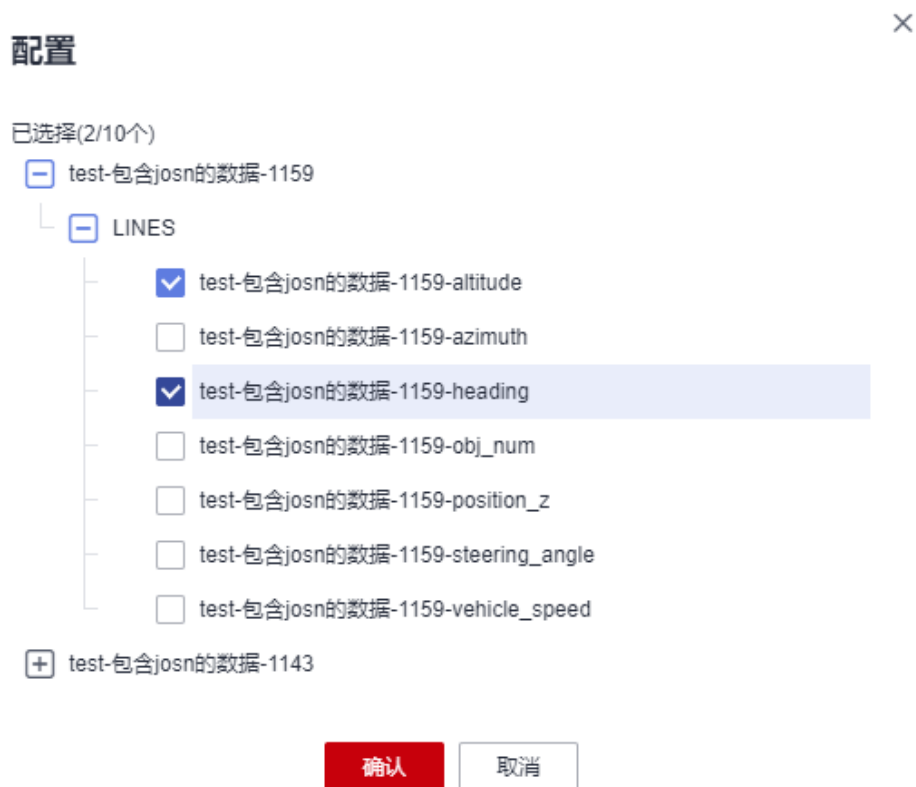 配置
已选择(2/10个)
test-包含josn的数据-1159
LINES
test-包含josn的数据-1159-altitude
test-包含josn的数据-1159-azimuth
test-包含josn的数据-1159-heading
test-包含josn的数据-1159-obj_num
test-包含josn的数据-1159-position_z
test-包含josn的数据-1159-steering_angle
test-包含josn的数据-1159-vehicle_speed
test-包含josn的数据-1143
确认 取消